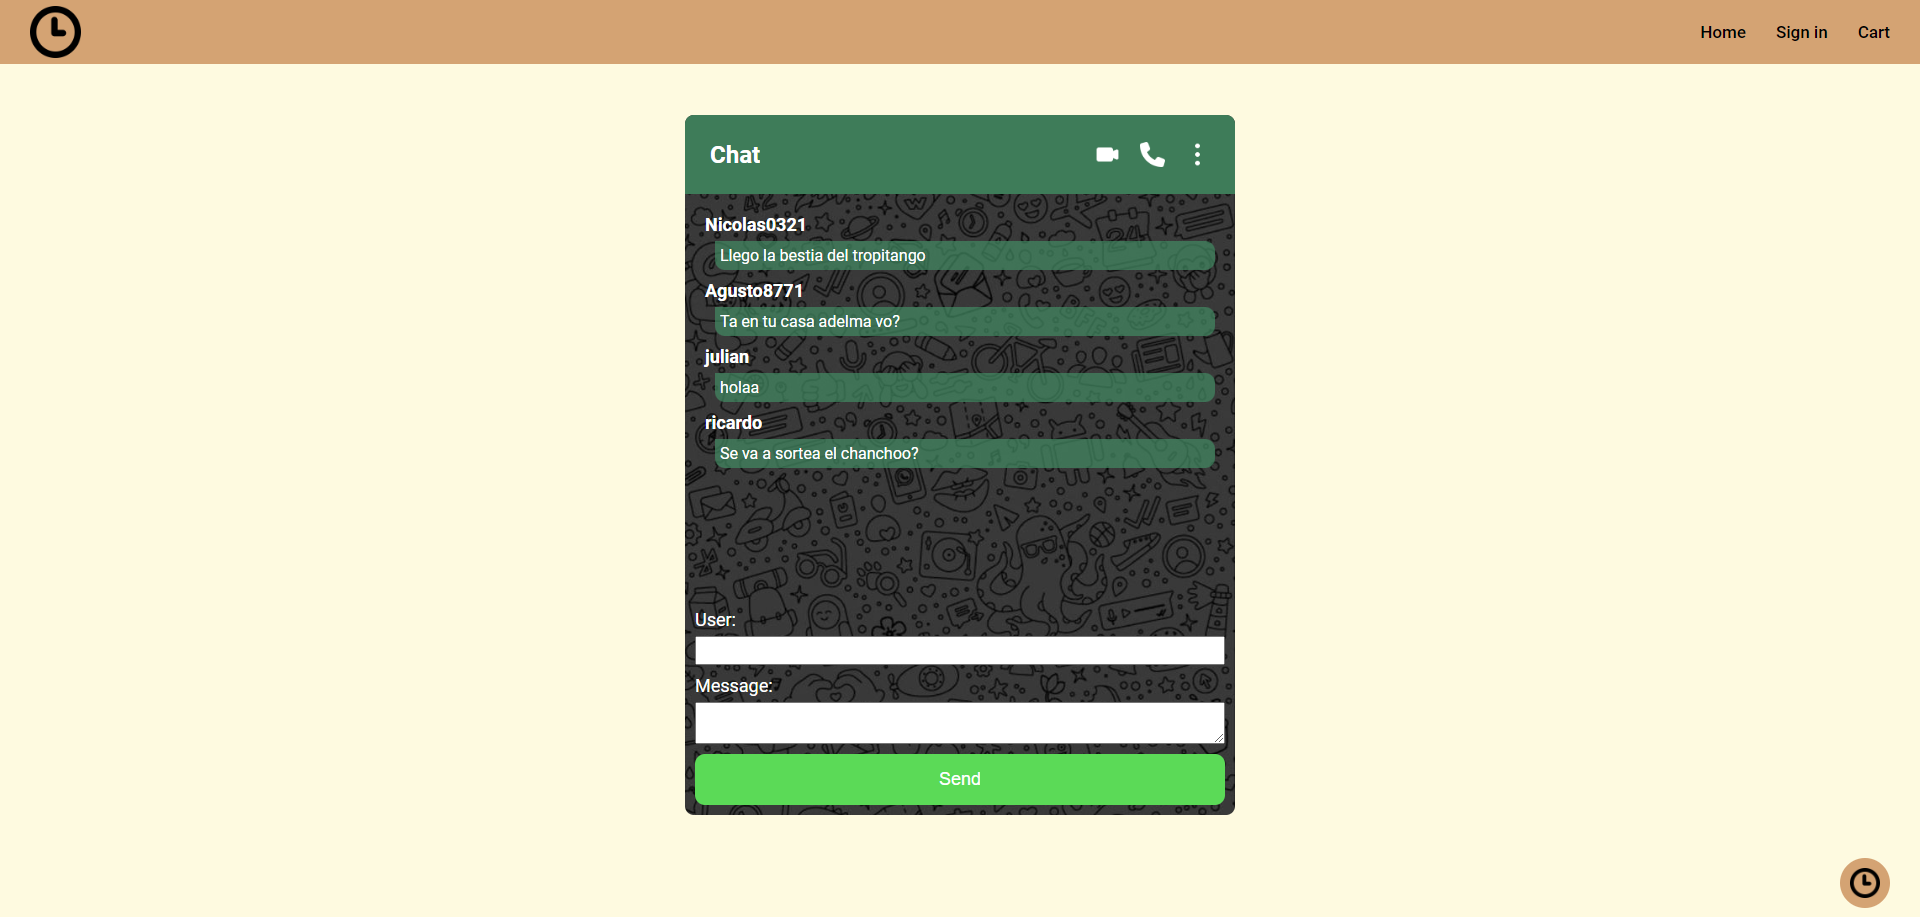 Home Sign in Cart
Chat
Nicolas0321
Llego la bestia del tropitango
Agusto8771
Ta en tu casa adelma vo?
julian
holaa
ricardo
Se va a sortea el chanchoo?
User:
Message:
Send